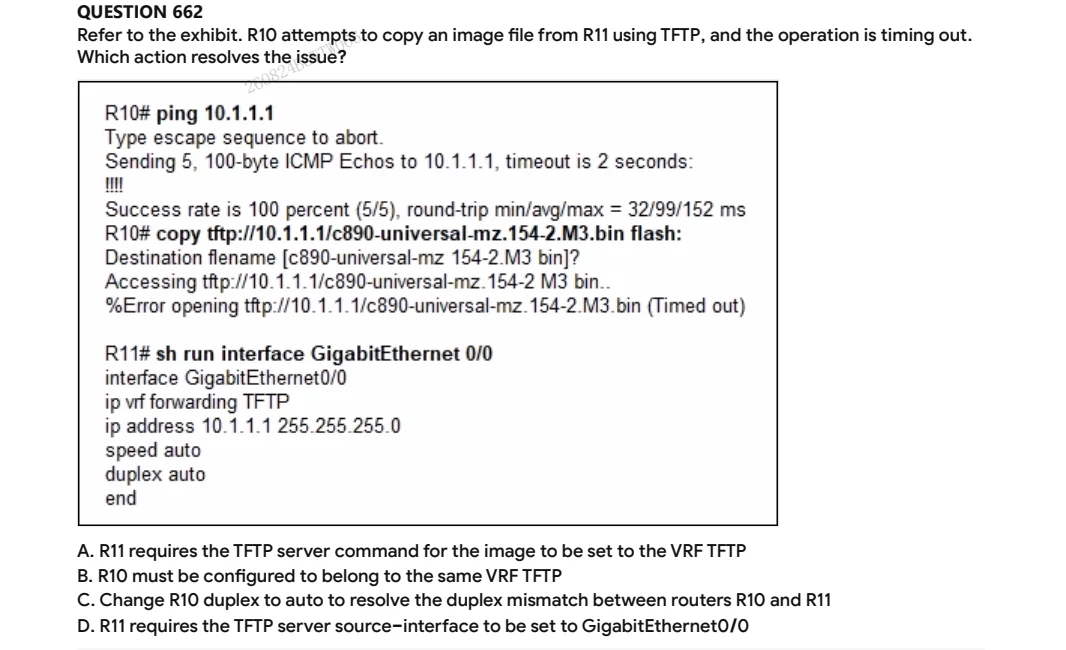 QUESTION 662
Refer to the exhibit. R10 attempts to copy an image file from R11 using TFTP, and the operation is timing out.
Which action resolves the issue?
R10# ping 10.1.1.1
Type escape sequence to abort.
Sending 5, 100-byte ICMP Echos to 10.1.1.1, timeout is 2 seconds:
!!!!
Success rate is 100 percent (5/5), round-trip min/avg/max = 32/99/152 ms
R10# copy tftp://10.1.1.1/c890-universal-mz.154-2.M3.bin flash:
Destination flename [c890-universal-mz 154-2.M3 bin]?
Accessing tftp://10.1.1.1/c890-universal-mz.154-2 M3 bin..
%Error opening tftp://10.1.1.1/c890-universal-mz.154-2.M3.bin (Timed out)
R11# sh run interface GigabitEthernet 0/0
interface GigabitEthernet0/0
ip vrf forwarding TFTP
ip address 10.1.1.1 255.255.255.0
speed auto
duplex auto
end
A. R11 requires the TFTP server command for the image to be set to the VRF TFTP
B. R10 must be configured to belong to the same VRF TFTP
C. Change R10 duplex to auto to resolve the duplex mismatch between routers R10 and R11
D. R11 requires the TFTP server source-interface to be set to GigabitEthernet0/0